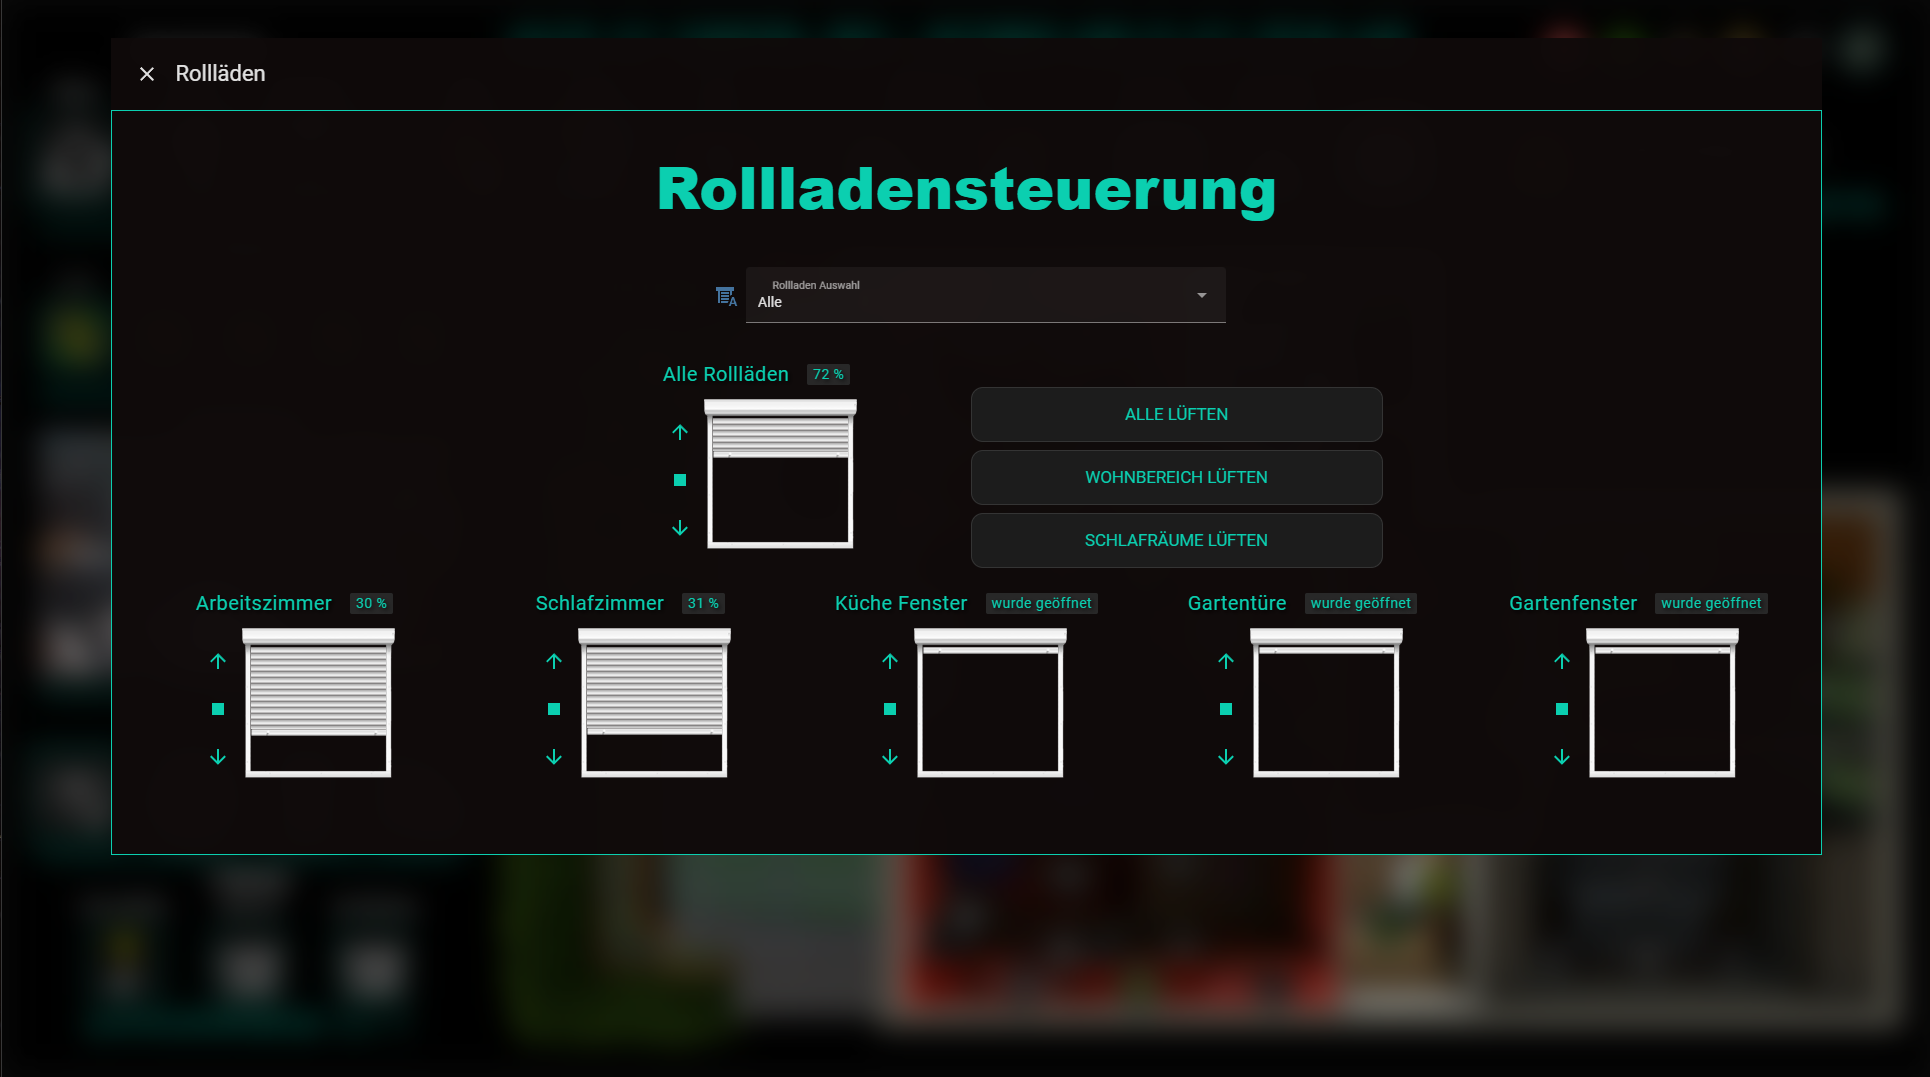 Rollläden
Rollladensteuerung
Rollladen Auswahl
Alle
Alle Rollläden 72 %
ALLE LÜFTEN
WOHNBEREICH LÜFTEN
SCHLAFRÄUME LÜFTEN
Arbeitszimmer 30 %
Schlafzimmer 31 %
Küche Fenster wurde geöffnet
Gartentüre wurde geöffnet
Gartenfenster wurde geöffnet